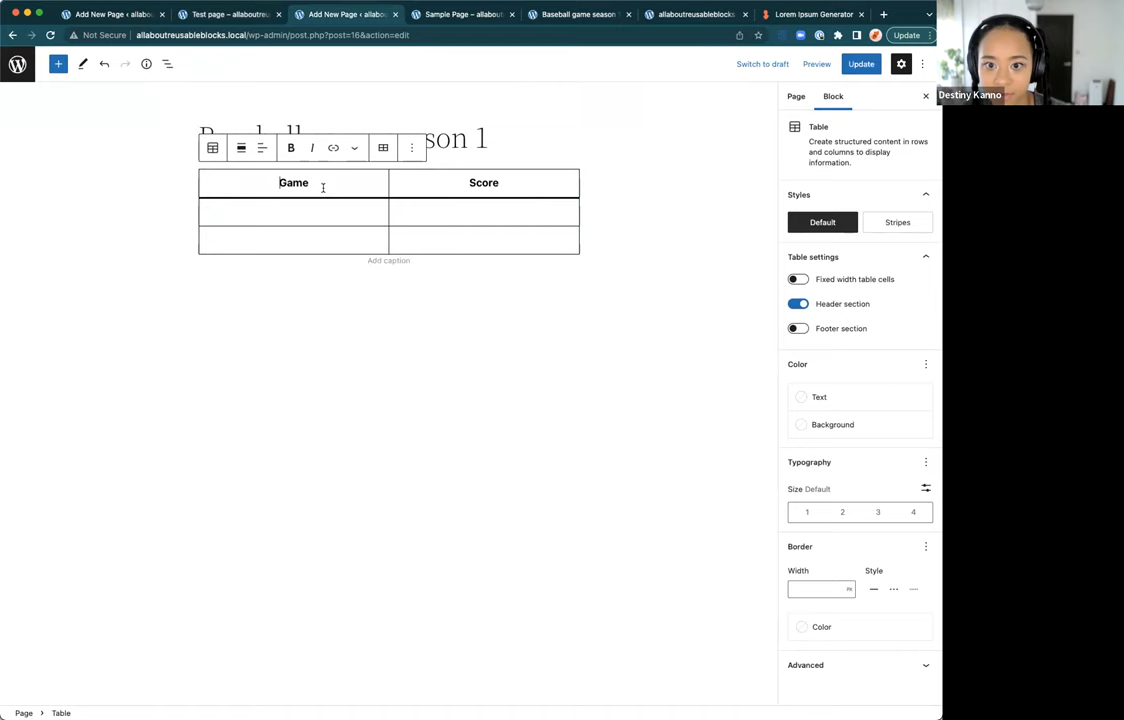 Add New Page ‹ allabou
Test page – allaboutreu
Add New Page ‹ allabo
Sample Page – allabout
Baseball game season 1
allaboutreusableblocks
Lorem Ipsum Generator
Not Secure
allaboutreusableblocks.local/wp-admin/post.php?post=16&action=edit
Update
Switch to draft
Preview
Update
Destiny Kanno
Page
Block
son 1
Table
Create structured content in rows
and columns to display
information.
B I
Game
Score
Add caption
Styles
Default
Stripes
Table settings
Fixed width table cells
Header section
Footer section
Color
Text
Background
Typography
Size Default
1 2 3 4
Border
Width
Style
PX
Color
Advanced
Page
Table